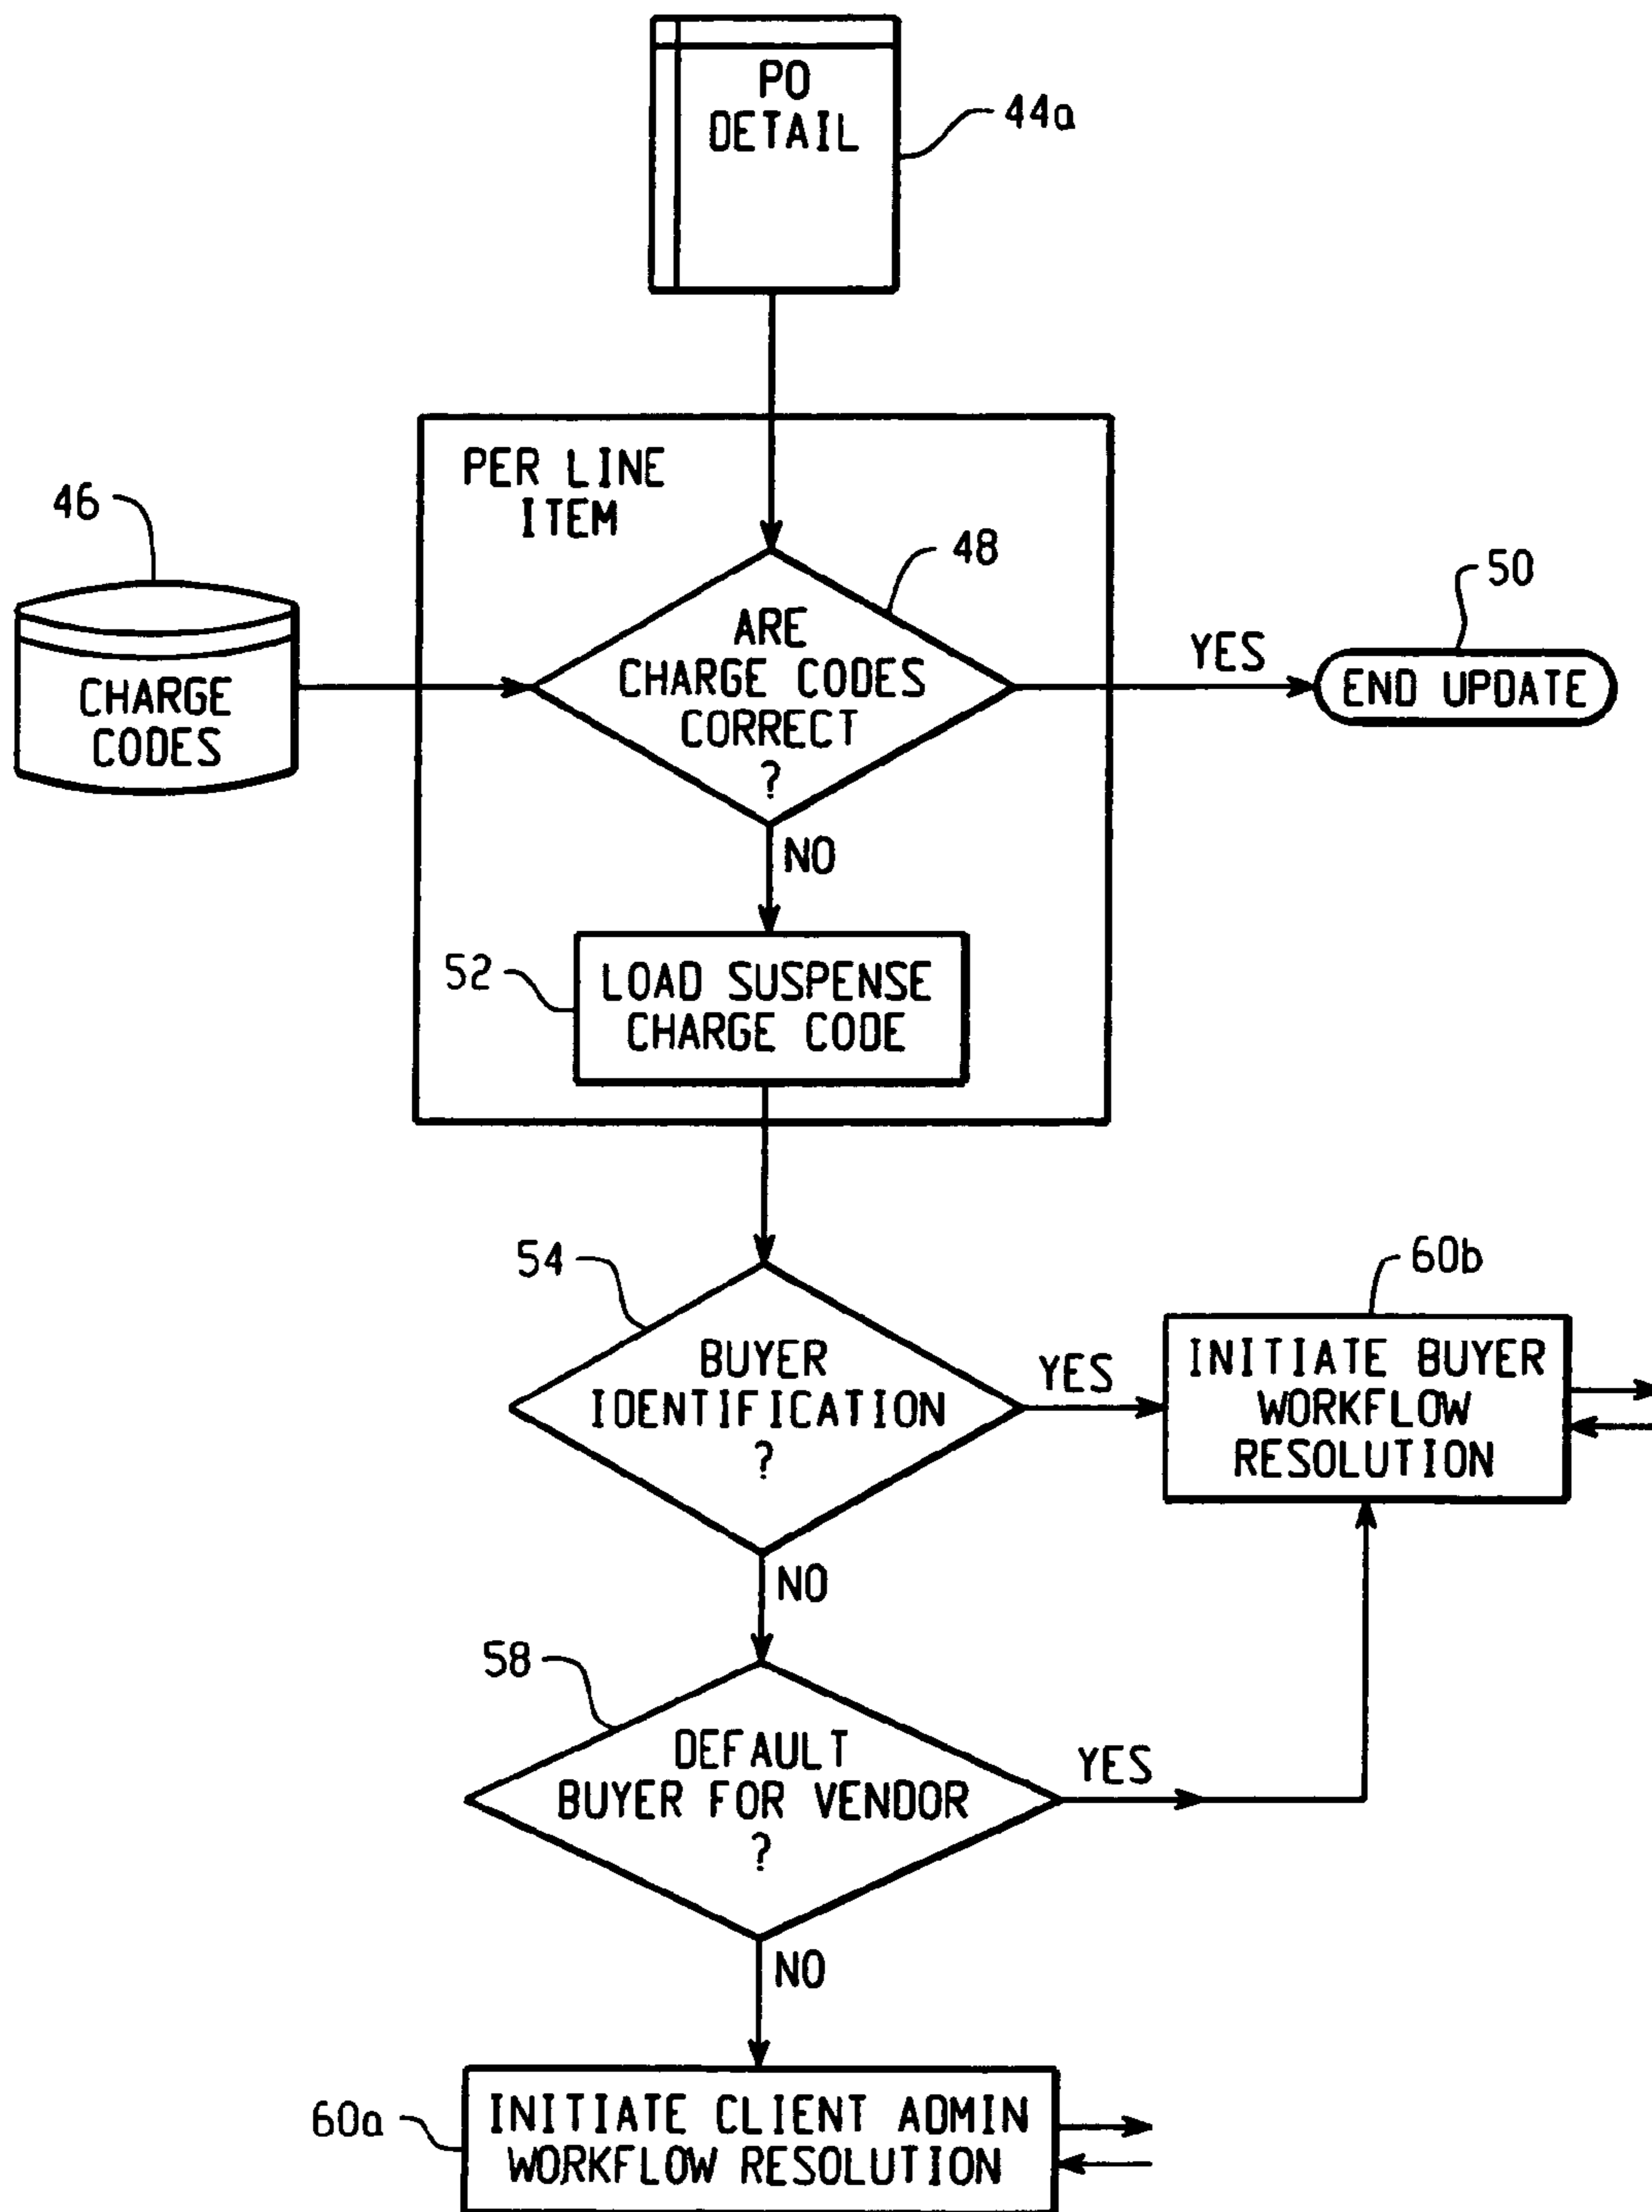 PO
DETAIL
44a
PER LINE
ITEM
46
48
50
ARE
CHARGE CODES
CORRECT
?
YES
END UPDATE
CHARGE
CODES
NO
52
LOAD SUSPENSE
CHARGE CODE
54
60b
BUYER
IDENTIFICATION
?
YES
INITIATE BUYER
WORKFLOW
RESOLUTION
NO
58
DEFAULT
BUYER FOR VENDOR
?
YES
NO
60a
INITIATE CLIENT ADMIN
WORKFLOW RESOLUTION